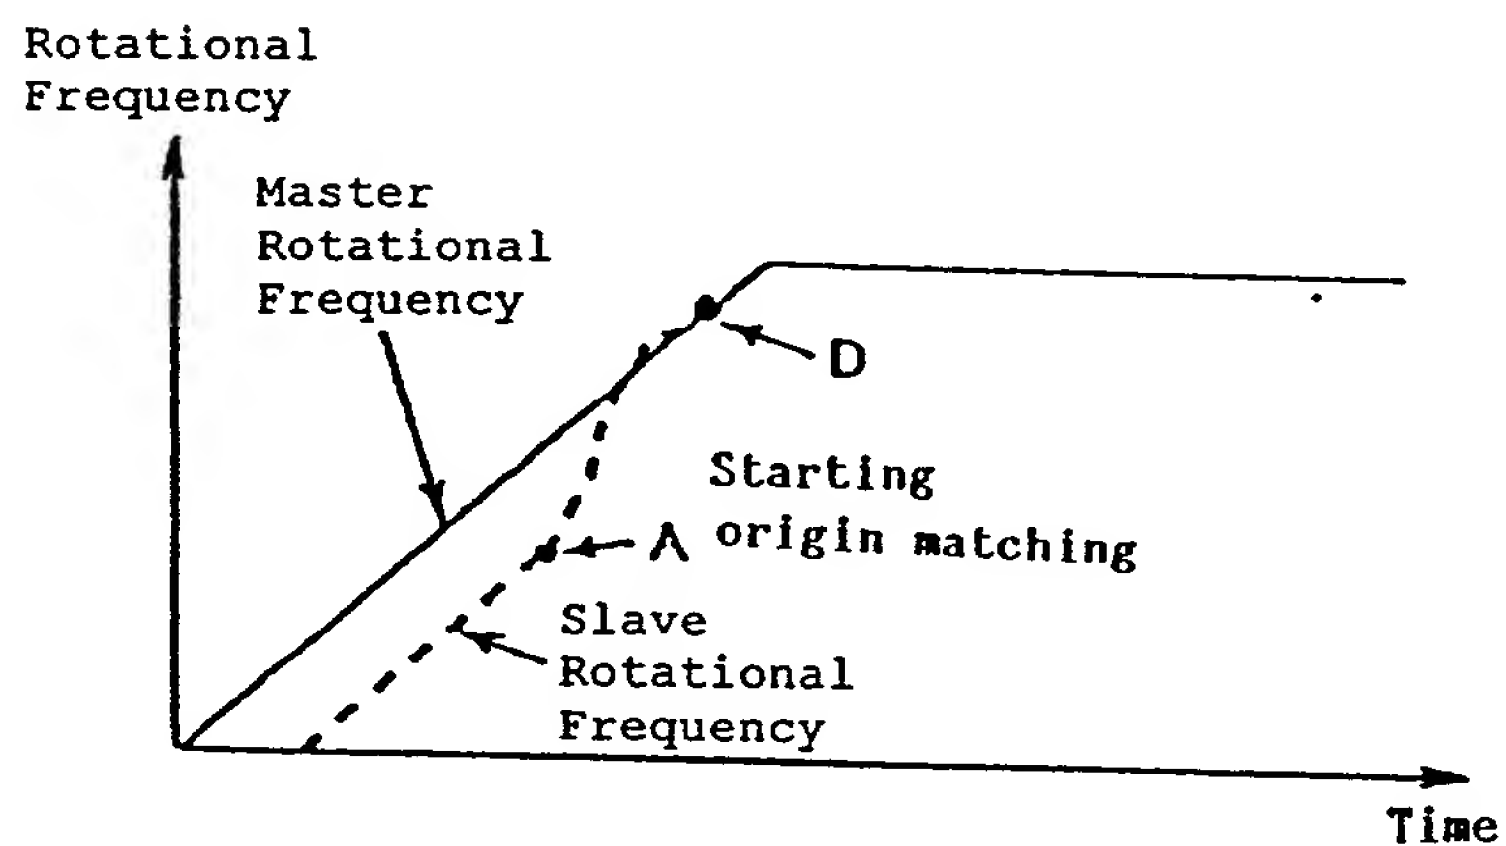 Rotational
Frequency
Master
Rotational
Frequency
D
Starting
A origin matching
Slave
Rotational
Frequency
Time